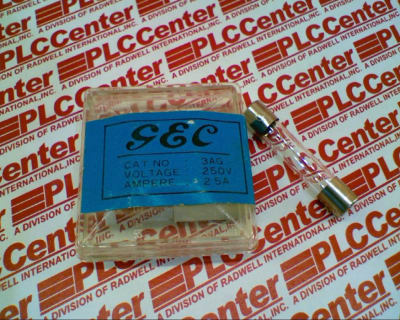 GEC
CAT.NO 3AG
VOLTAGE 250V
AMPERE 2.5A
PLCCenter
A DIVISION OF RADWELL INTERNATIONAL, INC.